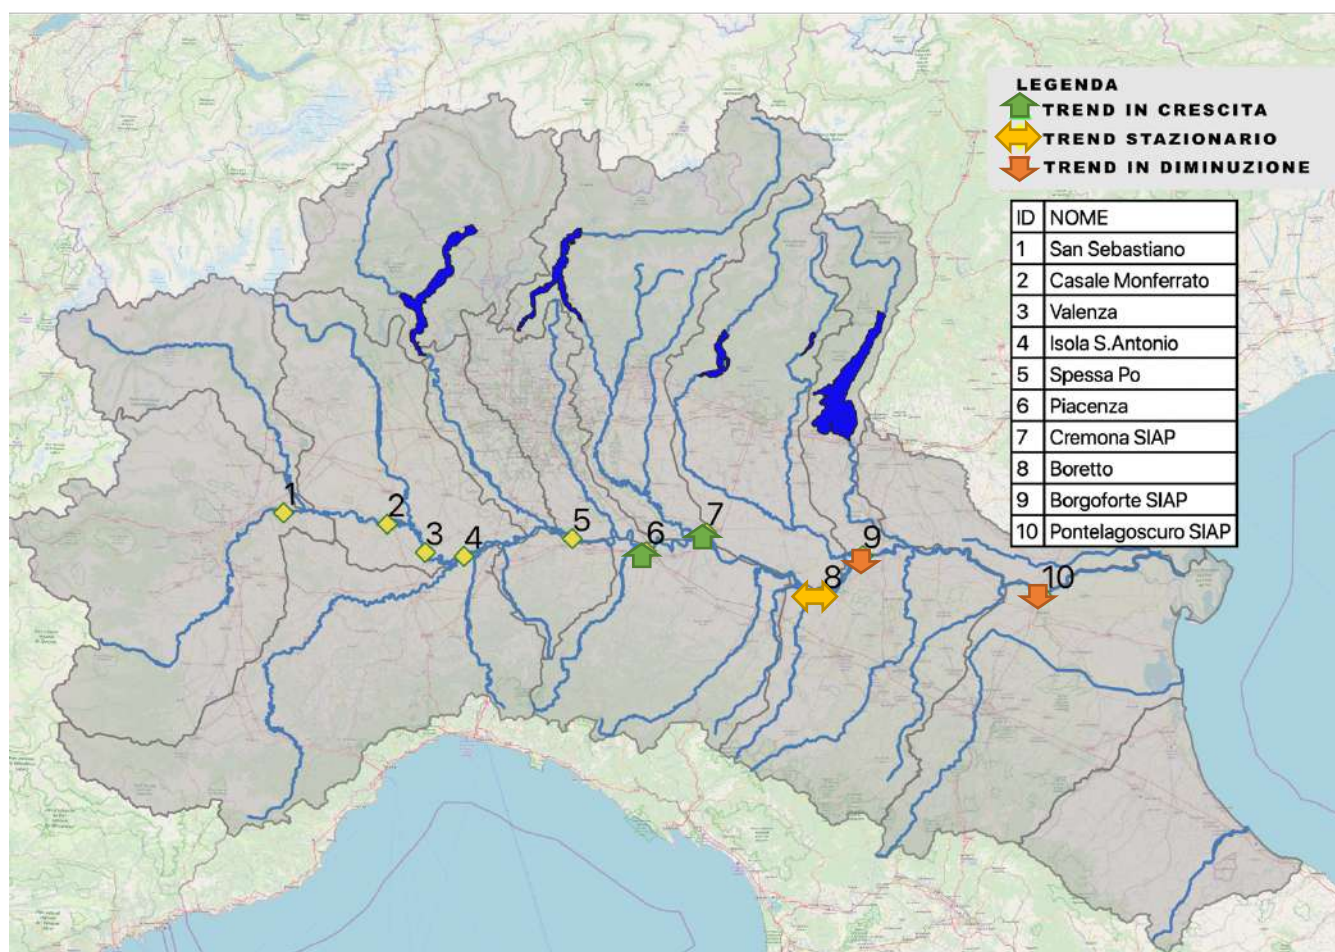 LEGENDA
TREND IN CRESCITA
TREND STAZIONARIO
TREND IN DIMINUZIONE
ID NOME
1 San Sebastiano
2 Casale Monferrato
3 Valenza
4 Isola S.Antonio
5 Spessa Po
6 Piacenza
7 Cremona SIAP
8 Boretto
9 Borgoforte SIAP
10 Pontelagoscuro SIAP
1
2
3
4
5
6
7
8
9
10